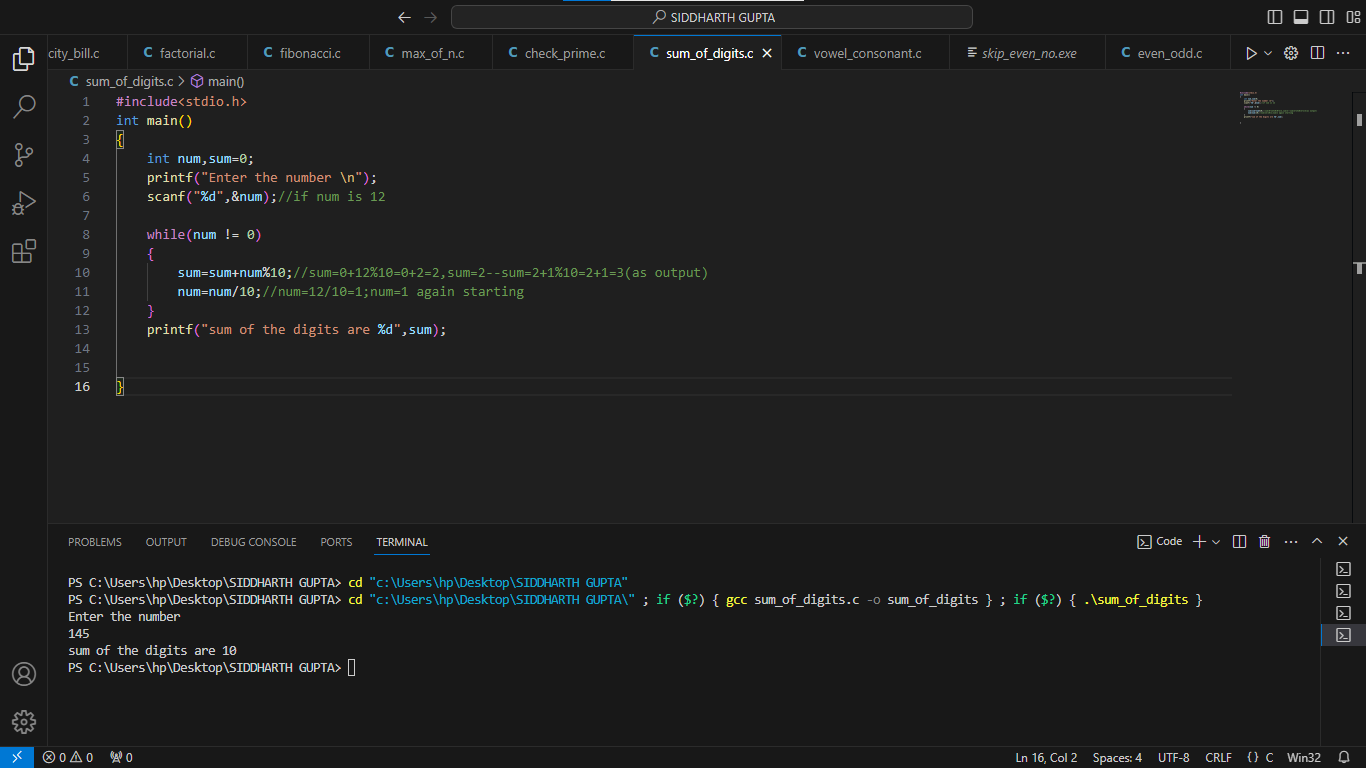 SIDDHARTH GUPTA
city_bill.c
factorial.c
fibonacci.c
max_of_n.c
check_prime.c
sum_of_digits.c
vowel_consonant.c
skip_even_no.exe
even_odd.c
sum_of_digits.c > main()
1 #include<stdio.h>
2 int main()
3 {
4 int num,sum=0;
5 printf("Enter the number \n");
6 scanf("%d",&num);//if num is 12
7
8 while(num != 0)
9 {
10 sum=sum+num%10;//sum=0+12%10=0+2=2,sum=2--sum=2+1%10=2+1=3(as output)
11 num=num/10;//num=12/10=1;num=1 again starting
12 }
13 printf("sum of the digits are %d",sum);
14
15
16 }
PROBLEMS OUTPUT DEBUG CONSOLE PORTS TERMINAL
Code
PS C:\Users\hp\Desktop\SIDDHARTH GUPTA> cd "c:\Users\hp\Desktop\SIDDHARTH GUPTA"
PS C:\Users\hp\Desktop\SIDDHARTH GUPTA> cd "c:\Users\hp\Desktop\SIDDHARTH GUPTA\" ; if ($?) { gcc sum_of_digits.c -o sum_of_digits } ; if ($?) { .\sum_of_digits }
Enter the number
145
sum of the digits are 10
PS C:\Users\hp\Desktop\SIDDHARTH GUPTA>
0 0 0 Ln 16, Col 2 Spaces: 4 UTF-8 CRLF {} C Win32